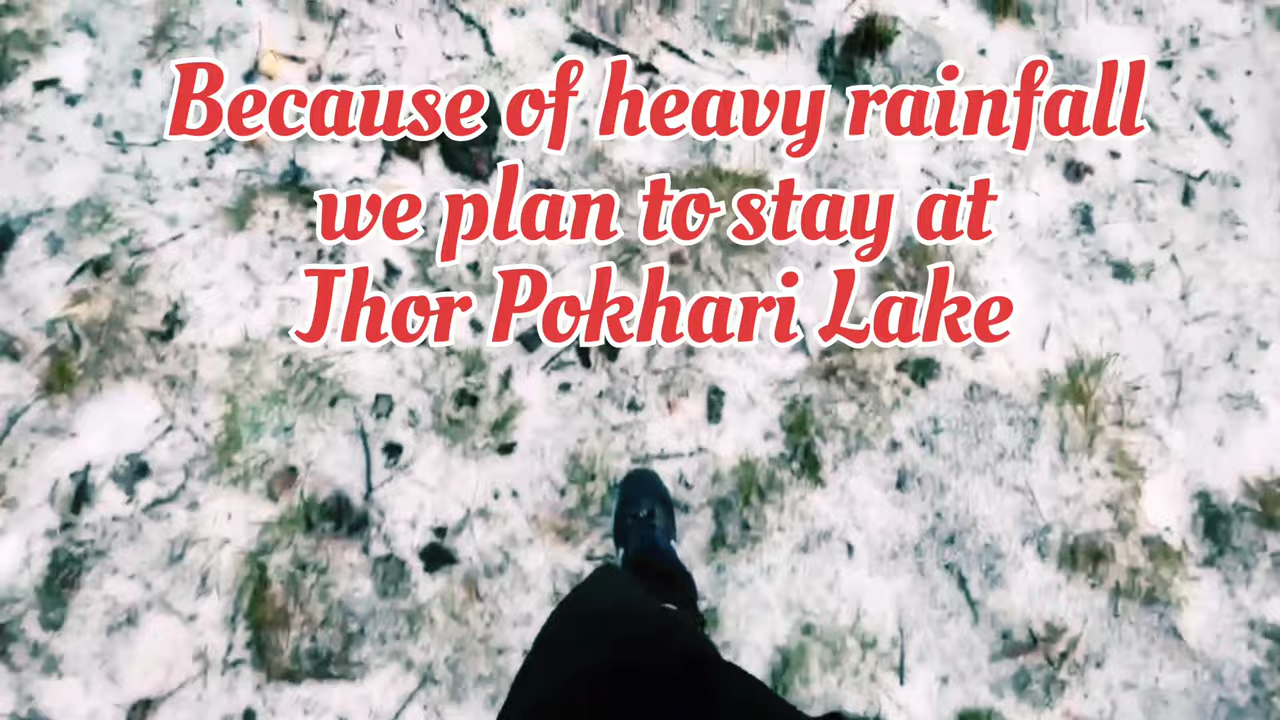 Because of heavy rainfall
we plan to stay at
Jhor Pokhari Lake